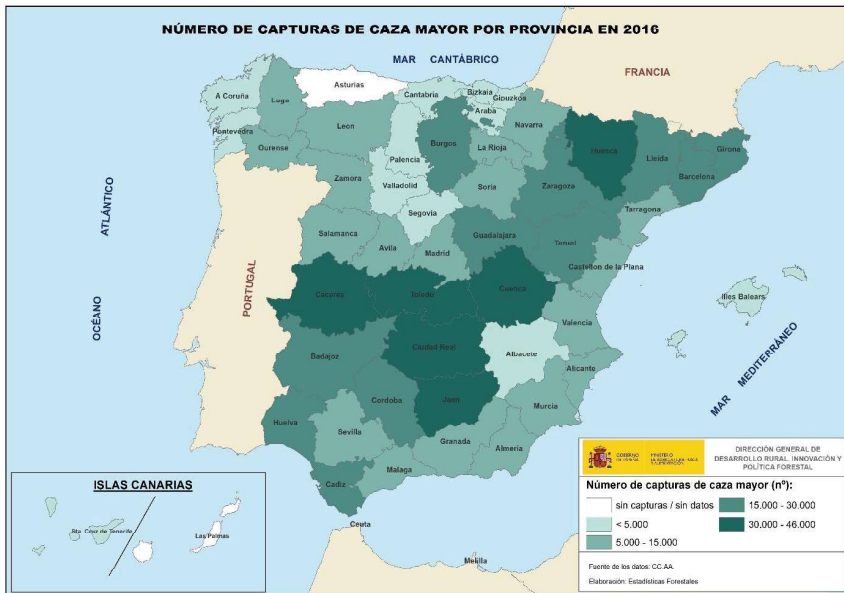 NÚMERO DE CAPTURAS DE CAZA MAYOR POR PROVINCIA EN 2016
MAR CANTÁBRICO
FRANCIA
Asturias
A Coruña
Lugo
Cantabria
Bizkaia
Gipuzkoa
Araba
Navarra
Pontevedra
Ourense
Leon
Palencia
Burgos
La Rioja
Huesca
Lleida
Girona
Barcelona
Zamora
Valladolid
Soria
Zaragoza
Tarragona
Segovia
Salamanca
Avila
Madrid
Guadalajara
Teruel
Castellon de la Plana
ATLÁNTICO
OCÉANO
PORTUGAL
Caceres
Toledo
Cuenca
Valencia
Illes Balears
Badajoz
Ciudad Real
Albacete
Alicante
MAR MEDITERRÁNEO
Huelva
Sevilla
Cordoba
Jaen
Murcia
Granada
Almeria
Malaga
Cadiz
Ceuta
Melilla
ISLAS CANARIAS
Sta. Cruz de Tenerife
Las Palmas
DIRECCIÓN GENERAL DE
DESARROLLO RURAL, INNOVACIÓN Y
POLÍTICA FORESTAL
Número de capturas de caza mayor (nº):
sin capturas / sin datos
< 5.000
5.000 - 15.000
15.000 - 30.000
30.000 - 46.000
Fuente de los datos: CC.AA.
Elaboración: Estadísticas Forestales